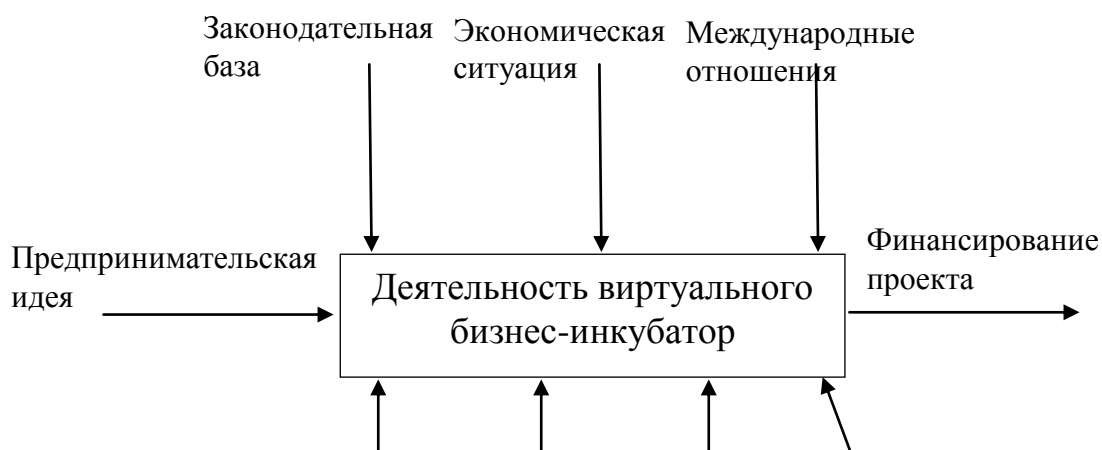 Законодательная
база
Экономическая
ситуация
Международные
отношения
Предпринимательская
идея
Деятельность виртуального
бизнес-инкубатор
Финансирование
проекта